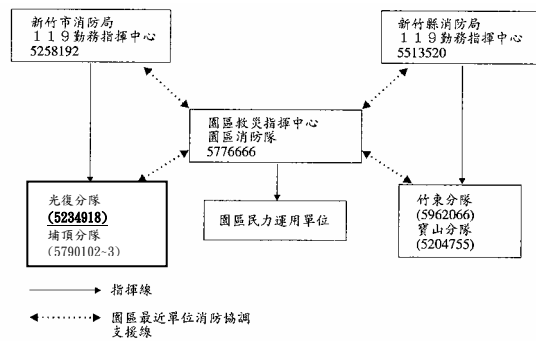 新竹市消防局
１１９勤務指揮中心
5258192
新竹縣消防局
１１９勤務指揮中心
5513520
園區救災指揮中心
園區消防隊
5776666
光復分隊
(5234918)
埔頂分隊
(5790102~3)
園區民力運用單位
竹東分隊
(5962066)
寶山分隊
(5204755)
指揮線
園區最近單位消防協調
支援線